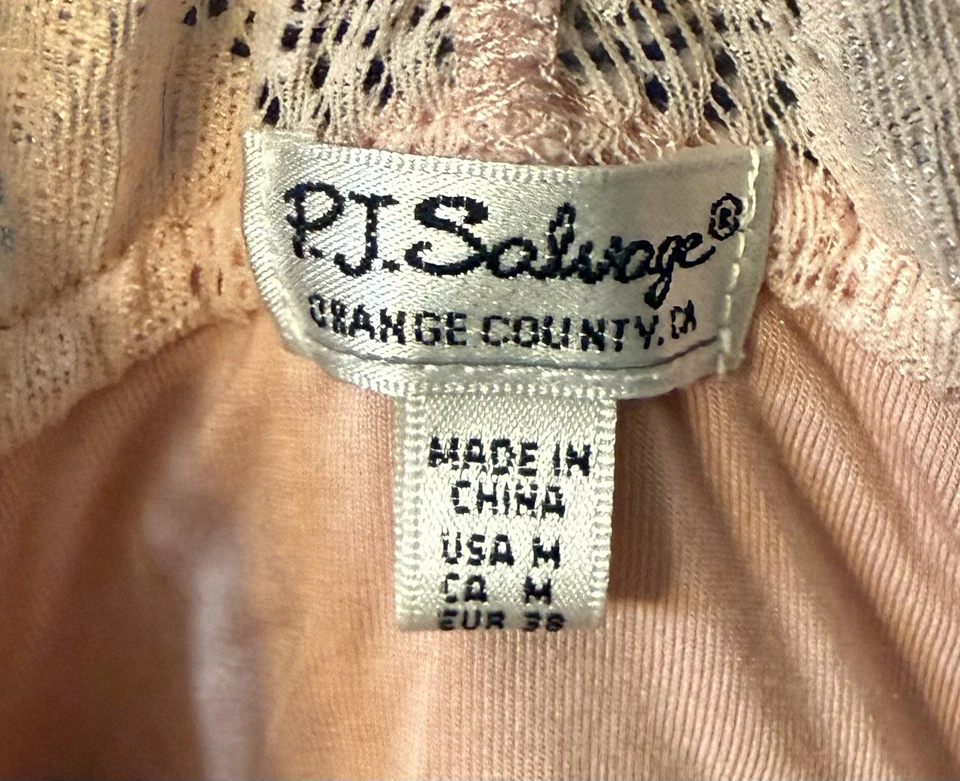 P.J. Salvage®
ORANGE COUNTY, CA
MADE IN
CHINA
USA M
CA M
EUR 38